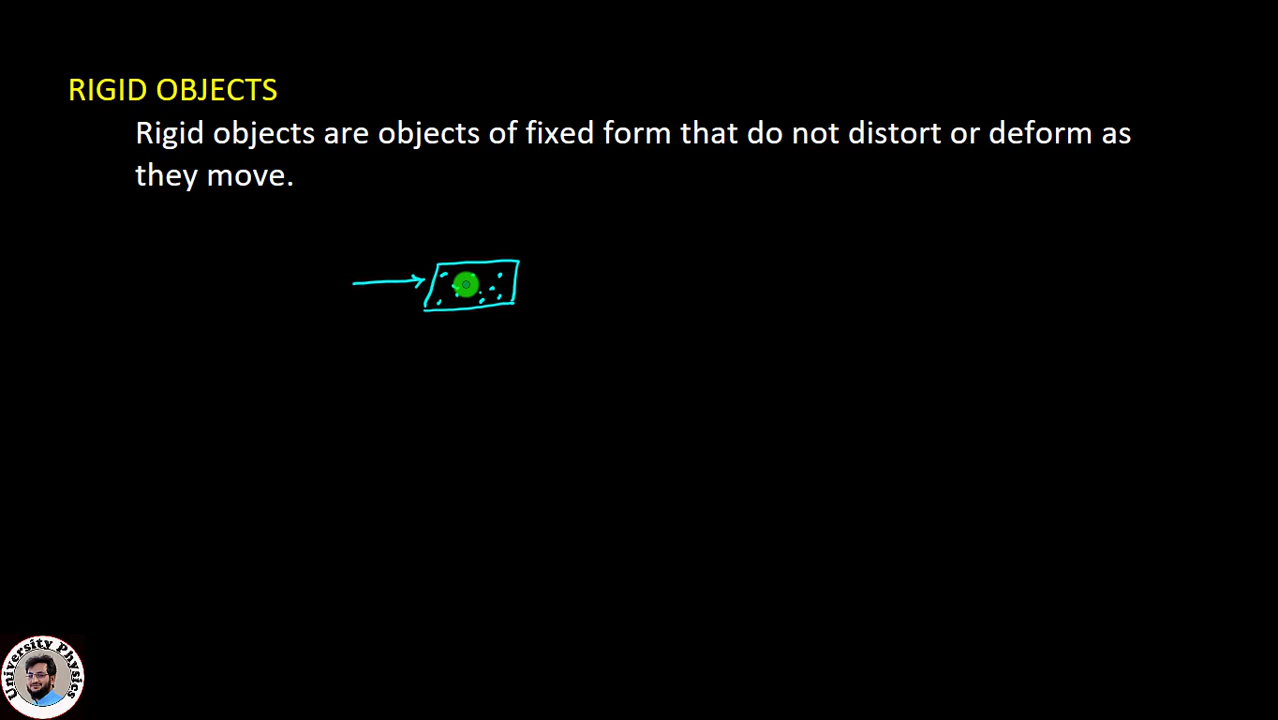 RIGID OBJECTS
Rigid objects are objects of fixed form that do not distort or deform as
they move.
University Physics